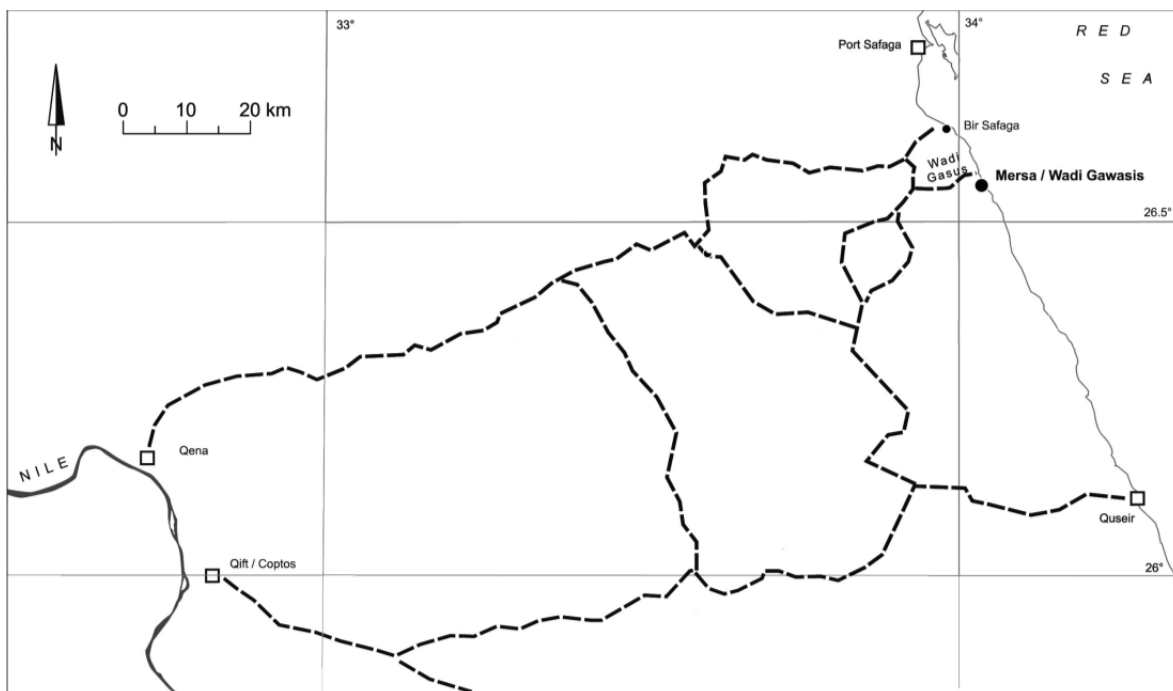 33°
34°
R E D
S E A
Port Safaga
0 10 20 km
N
Bir Safaga
Wadi
Gasus
Mersa / Wadi Gawasis
26.5°
Qena
NILE
Quseir
Qift / Coptos
26°